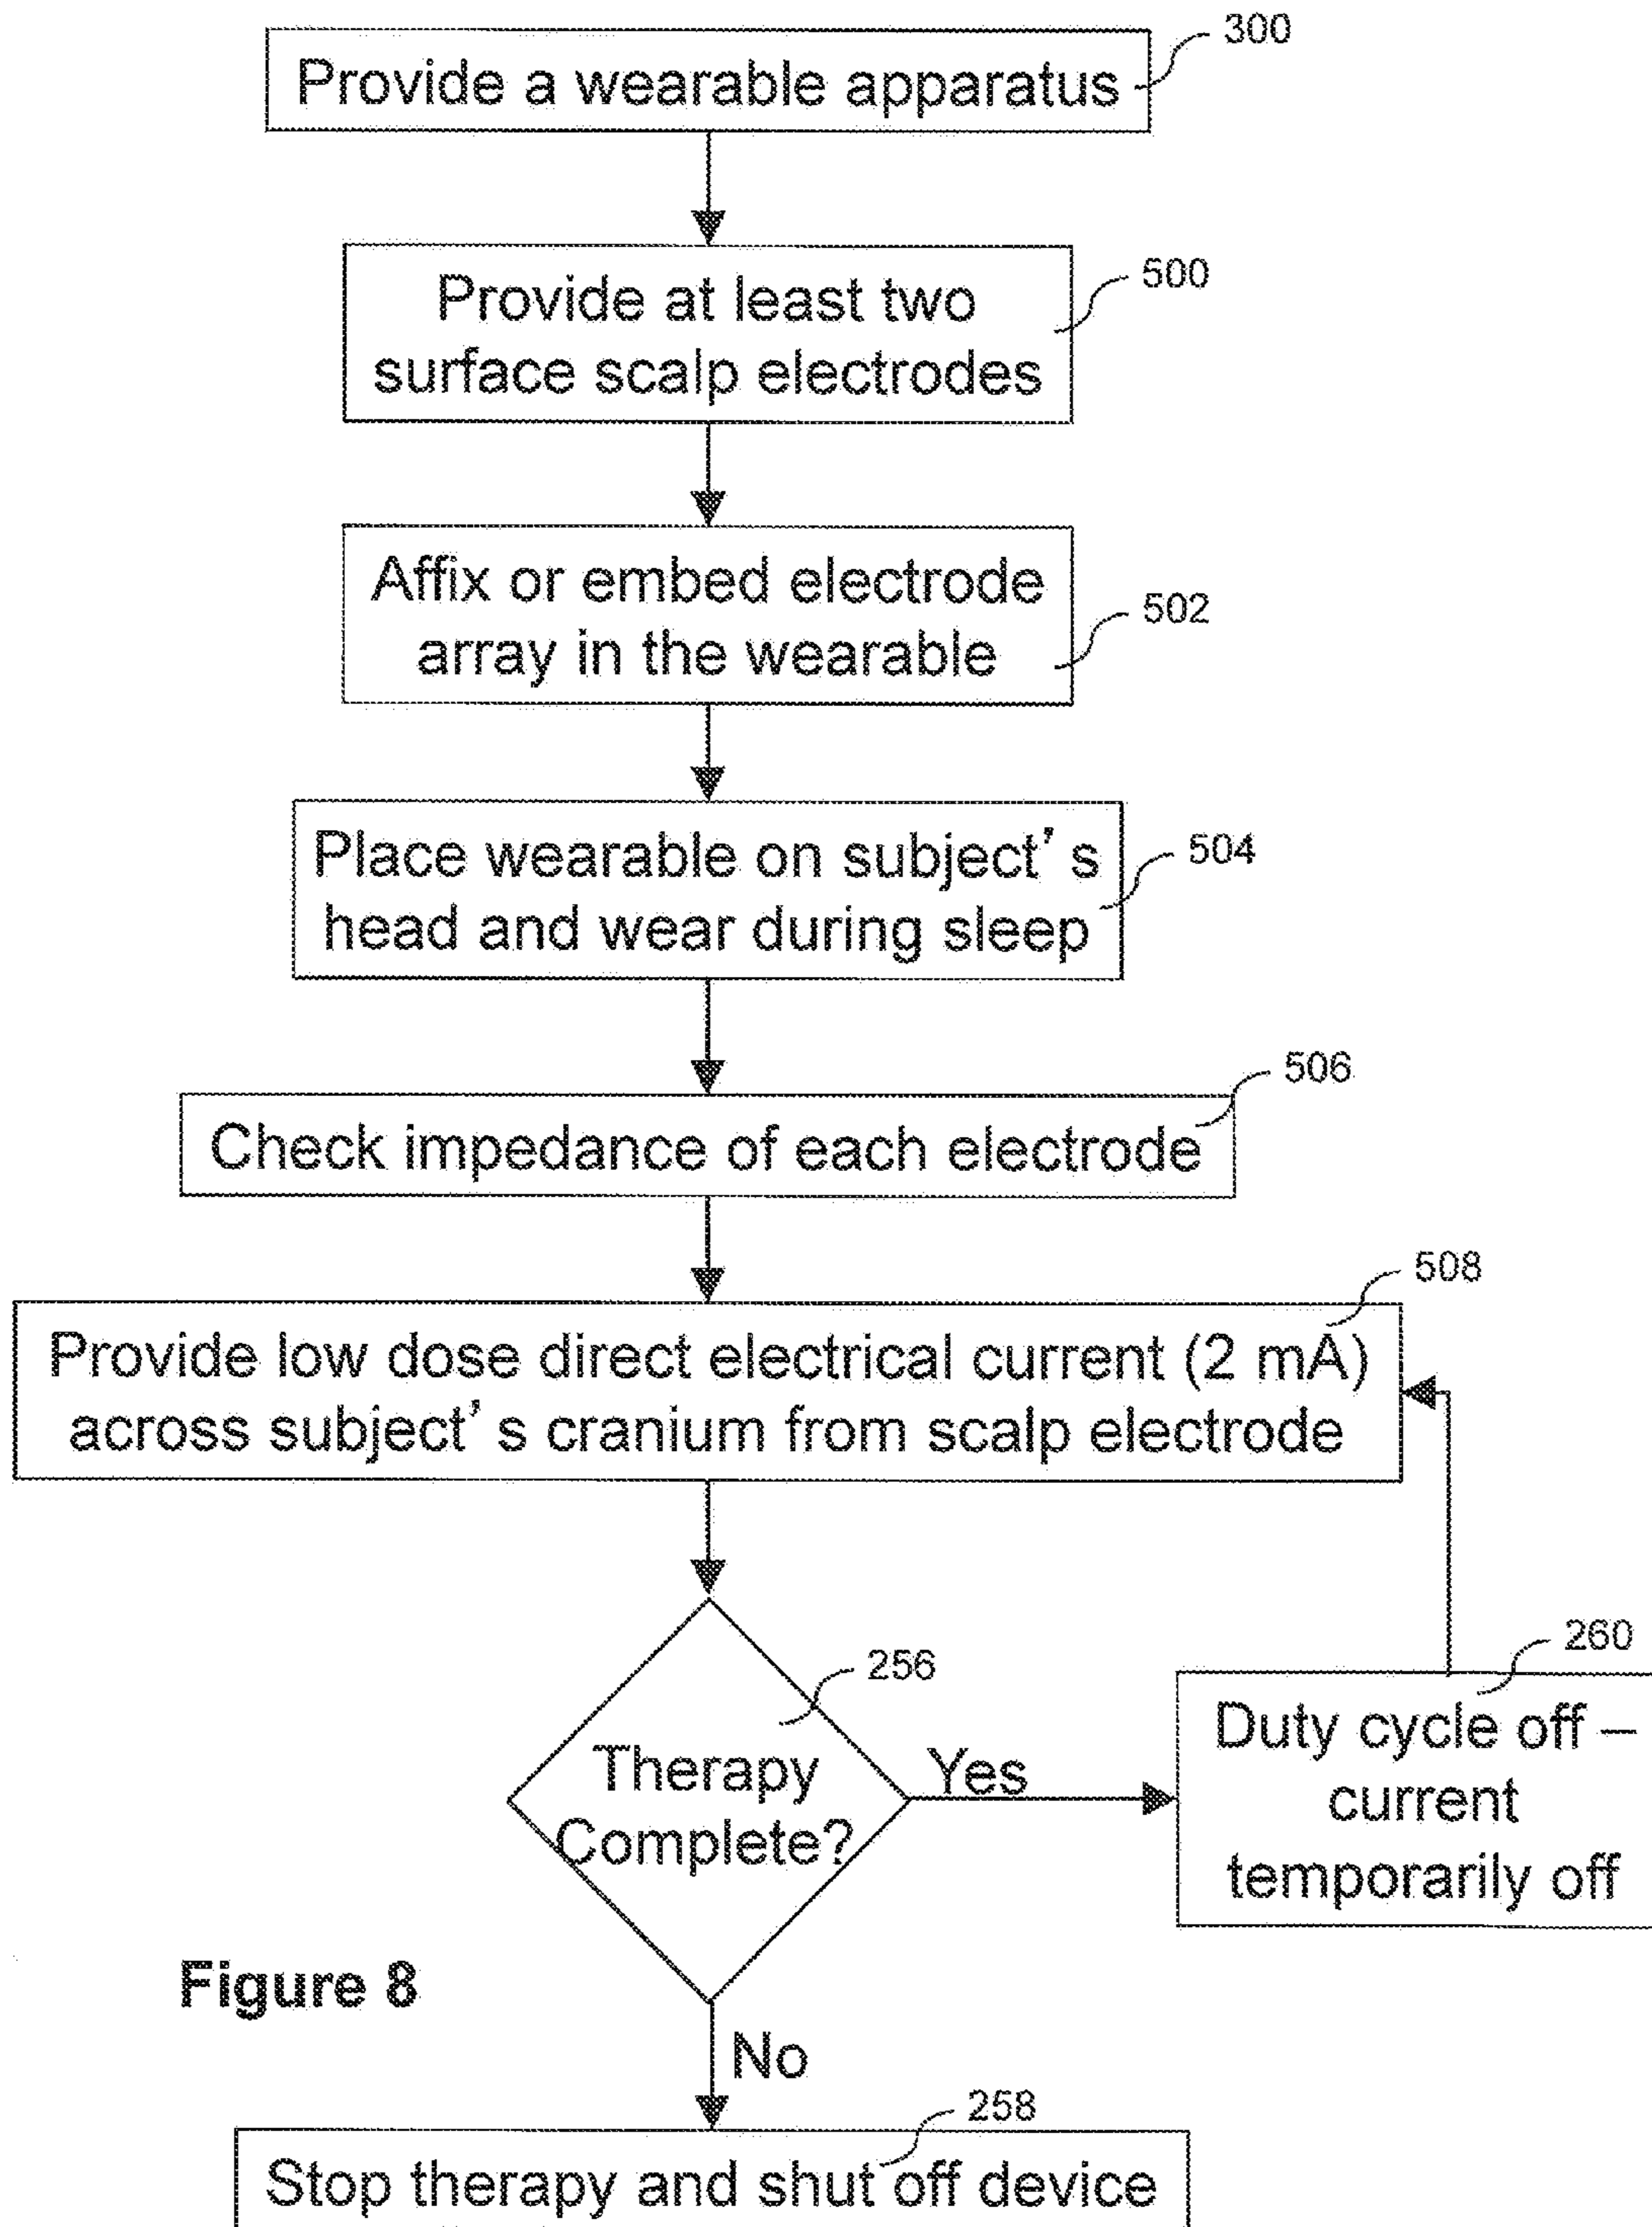 300
Provide a wearable apparatus
500
Provide at least two
surface scalp electrodes
502
Affix or embed electrode
array in the wearable
504
Place wearable on subject's
head and wear during sleep
506
Check impedance of each electrode
508
Provide low dose direct electrical current (2 mA)
across subject's cranium from scalp electrode
256
Therapy
Complete?
Yes
260
Duty cycle off –
current
temporarily off
Figure 8
No
258
Stop therapy and shut off device